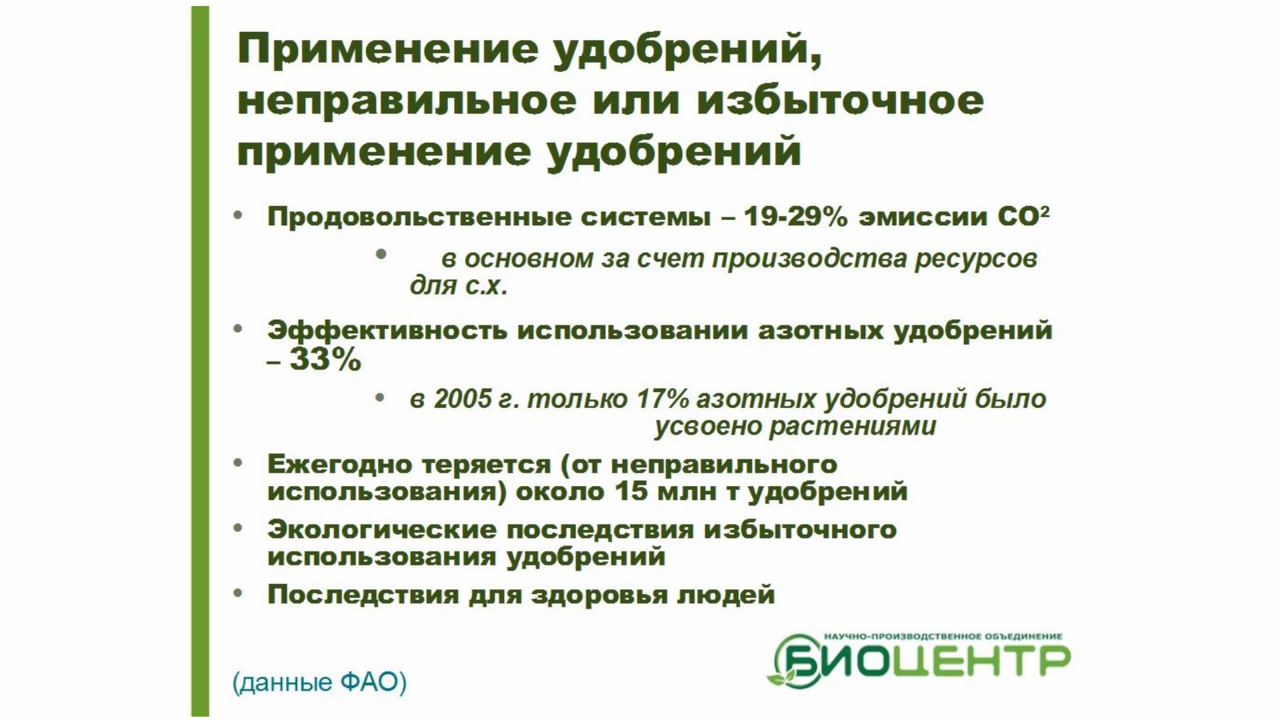 Применение удобрений,
неправильное или избыточное
применение удобрений
• Продовольственные системы – 19-29% эмиссии СО²
• в основном за счет производства ресурсов
для с.х.
• Эффективность использовании азотных удобрений
– 33%
• в 2005 г. только 17% азотных удобрений было
усвоено растениями
• Ежегодно теряется (от неправильного
использования) около 15 млн т удобрений
• Экологические последствия избыточного
использования удобрений
• Последствия для здоровья людей
НАУЧНО-ПРОИЗВОДСТВЕННОЕ ОБЪЕДИНЕНИЕ
БИОЦЕНТР
(данные ФАО)